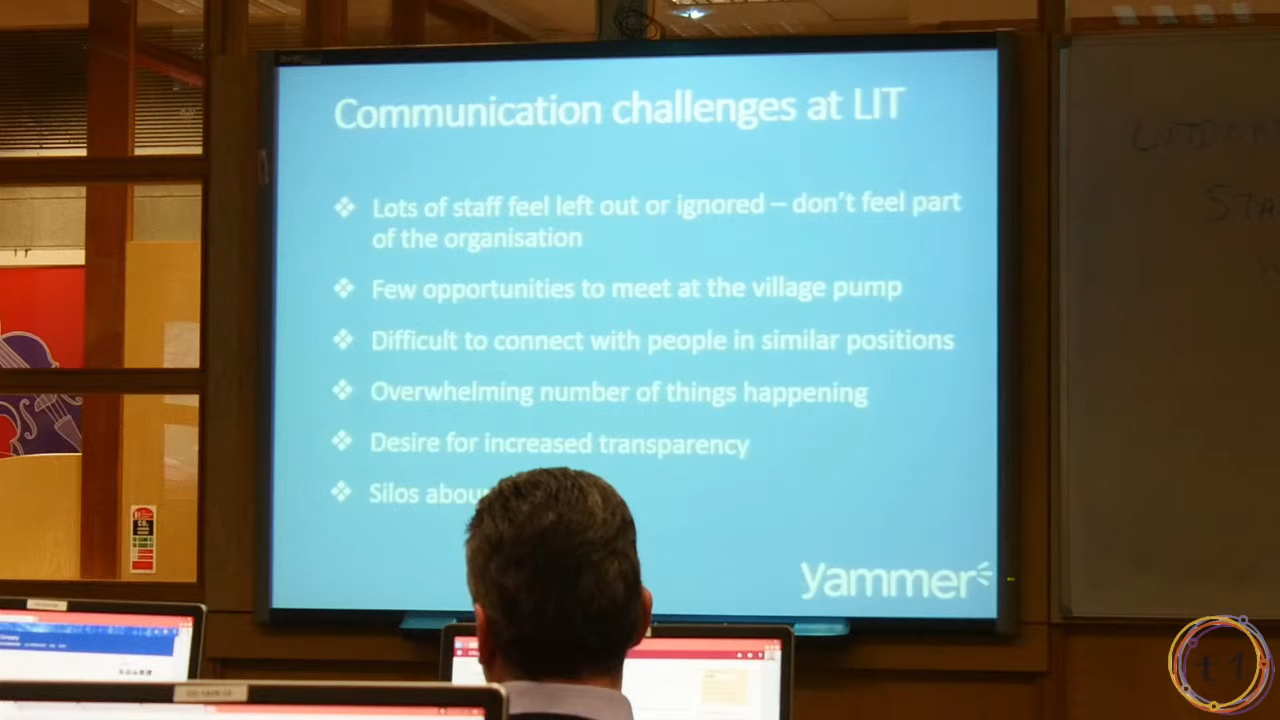 Communication challenges at LIT
❖ Lots of staff feel left out or ignored – don't feel part
of the organisation
❖ Few opportunities to meet at the village pump
❖ Difficult to connect with people in similar positions
❖ Overwhelming number of things happening
❖ Desire for increased transparency
❖ Silos abou
yammer
CO₂
t1